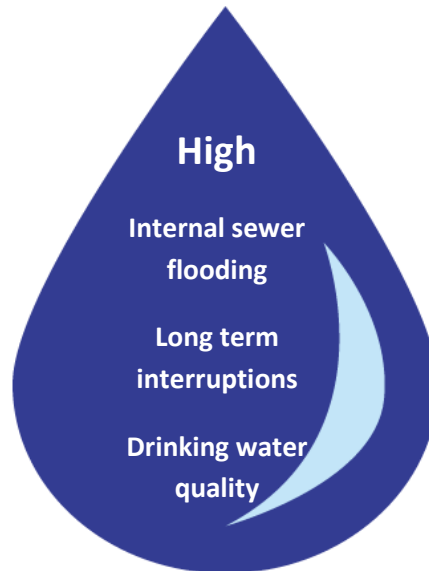 High
Internal sewer
flooding
Long term
interruptions
Drinking water
quality